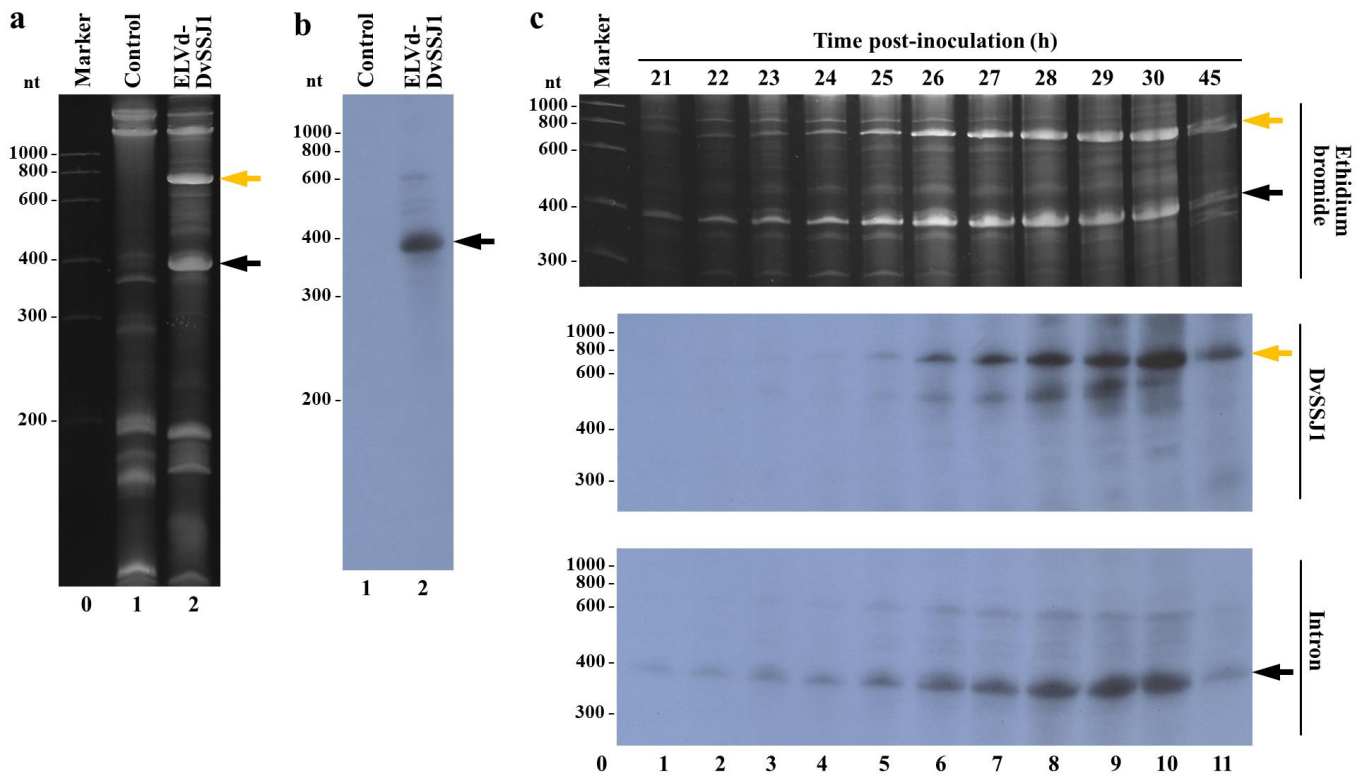 a
nt
Marker
Control
ELVd-
DvSSJ1
1000 -
800 -
600 -
400 -
300 -
200 -
0 1 2
b
nt
Control
ELVd-
DvSSJ1
1000 -
800 -
600 -
400 -
300 -
200 -
1 2
c
nt
Marker
Time post-inoculation (h)
21 22 23 24 25 26 27 28 29 30 45
1000 -
800 -
600 -
400 -
300 -
Ethidium
bromide
1000 -
800 -
600 -
400 -
300 -
DvSSJ1
1000 -
800 -
600 -
400 -
300 -
Intron
0 1 2 3 4 5 6 7 8 9 10 11